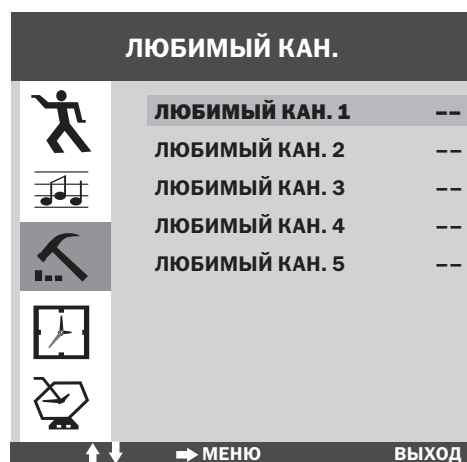 ЛЮБИМЫЙ КАН.
ЛЮБИМЫЙ КАН. 1 --
ЛЮБИМЫЙ КАН. 2 --
ЛЮБИМЫЙ КАН. 3 --
ЛЮБИМЫЙ КАН. 4 --
ЛЮБИМЫЙ КАН. 5 --
МЕНЮ ВЫХОД